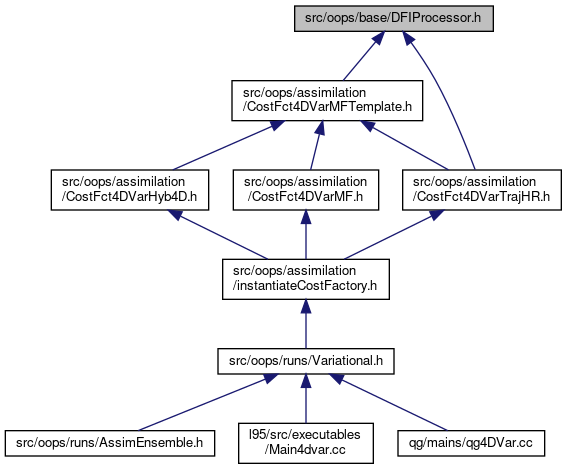 src/oops/base/DFIProcessor.h
src/oops/assimilation
/CostFct4DVarMFTemplate.h
src/oops/assimilation
/CostFct4DVarHyb4D.h
src/oops/assimilation
/CostFct4DVarMF.h
src/oops/assimilation
/CostFct4DVarTrajHR.h
src/oops/assimilation
/instantiateCostFactory.h
src/oops/runs/Variational.h
src/oops/runs/AssimEnsemble.h
l95/src/executables
/Main4dvar.cc
qg/mains/qg4DVar.cc